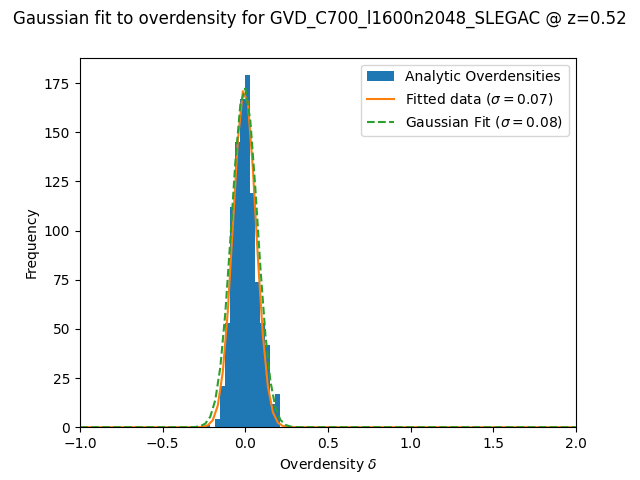 Gaussian fit to overdensity for GVD_C700_l1600n2048_SLEGAC @ z=0.52
Analytic Overdensities
Fitted data (σ = 0.07)
Gaussian Fit (σ = 0.08)
Frequency
175
150
125
100
75
50
25
0
−1.0 −0.5 0.0 0.5 1.0 1.5 2.0
Overdensity δ